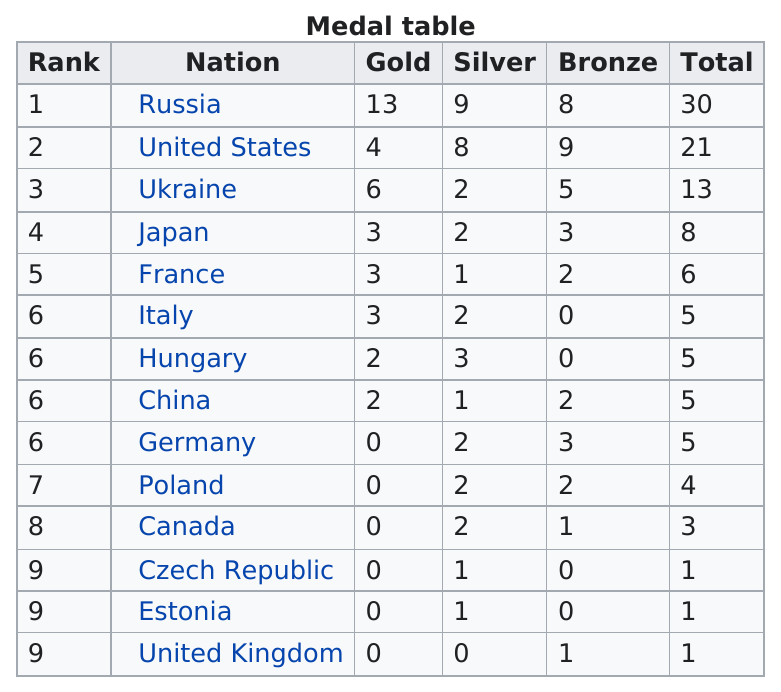 Medal table
Rank Nation Gold Silver Bronze Total
1 Russia 13 9 8 30
2 United States 4 8 9 21
3 Ukraine 6 2 5 13
4 Japan 3 2 3 8
5 France 3 1 2 6
6 Italy 3 2 0 5
6 Hungary 2 3 0 5
6 China 2 1 2 5
6 Germany 0 2 3 5
7 Poland 0 2 2 4
8 Canada 0 2 1 3
9 Czech Republic 0 1 0 1
9 Estonia 0 1 0 1
9 United Kingdom 0 0 1 1